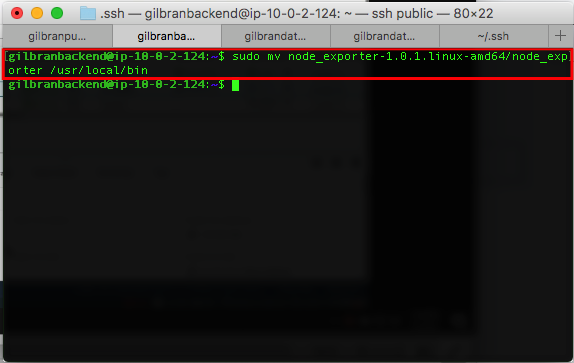 .ssh — gilbranbackend@ip-10-0-2-124: ~ — ssh public — 80×22
gilbranpu... gilbranba... gilbrandat... gilbrandat... ~/.ssh +
gilbranbackend@ip-10-0-2-124:~$ sudo mv node_exporter-1.0.1.linux-amd64/node_exp
orter /usr/local/bin
gilbranbackend@ip-10-0-2-124:~$